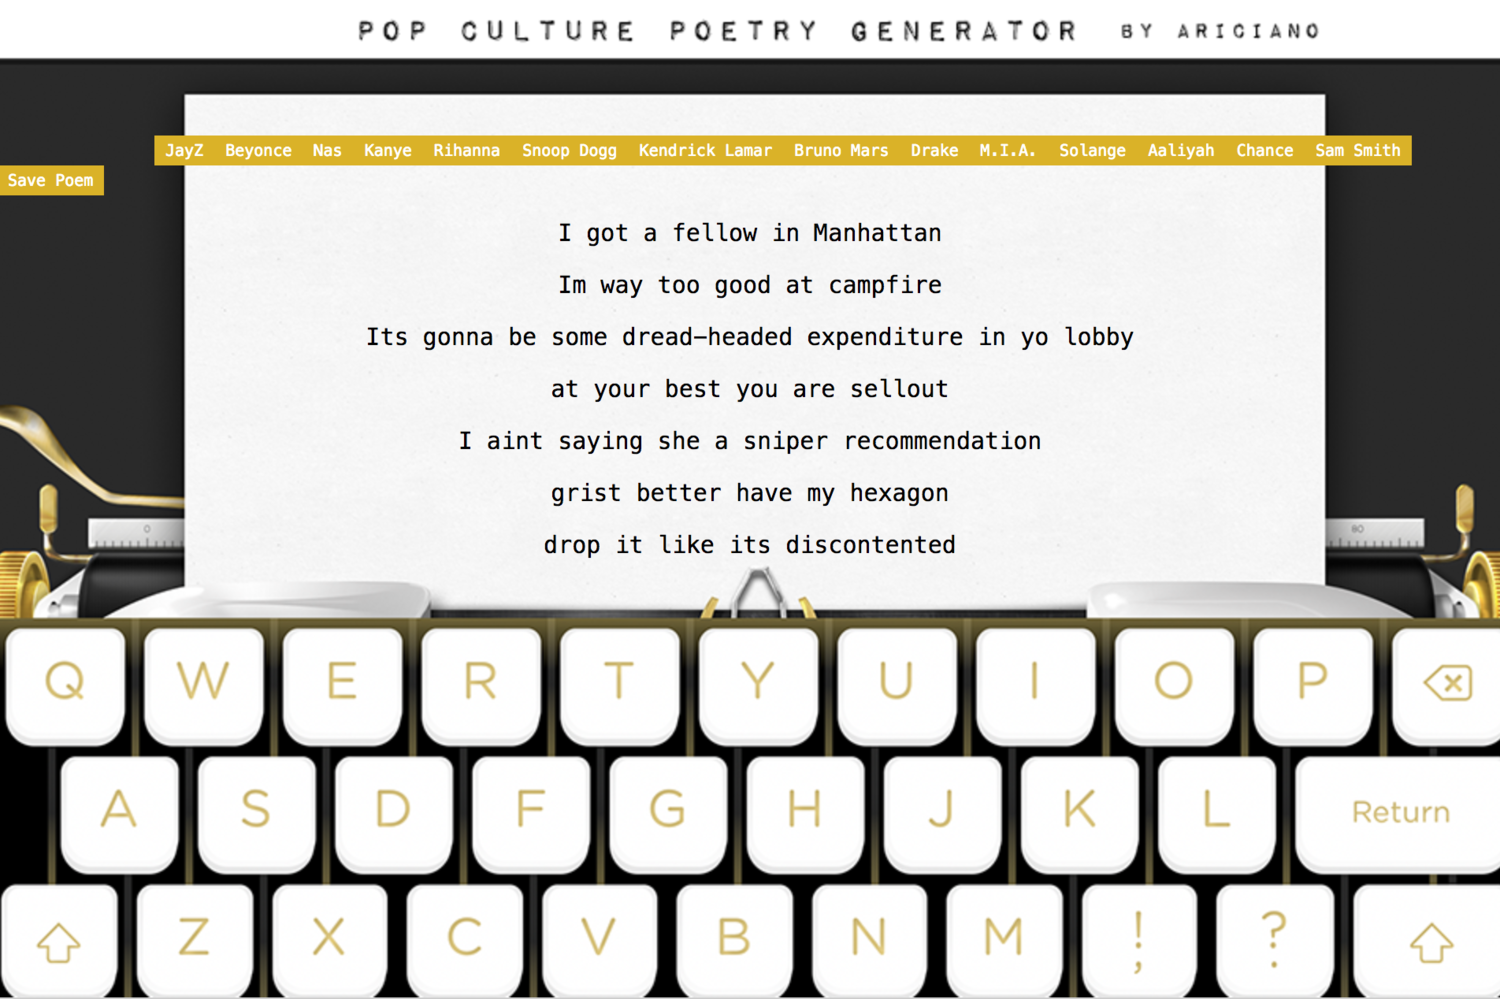 POP CULTURE POETRY GENERATOR BY ARICIANO
JayZ Beyonce Nas Kanye Rihanna Snoop Dogg Kendrick Lamar Bruno Mars Drake M.I.A. Solange Aaliyah Chance Sam Smith
Save Poem
I got a fellow in Manhattan
Im way too good at campfire
Its gonna be some dread-headed expenditure in yo lobby
at your best you are sellout
I aint saying she a sniper recommendation
grist better have my hexagon
drop it like its discontented
0 80
Q W E R T Y U I O P
A S D F G H J K L Return
Z X C V B N M ! , ? .